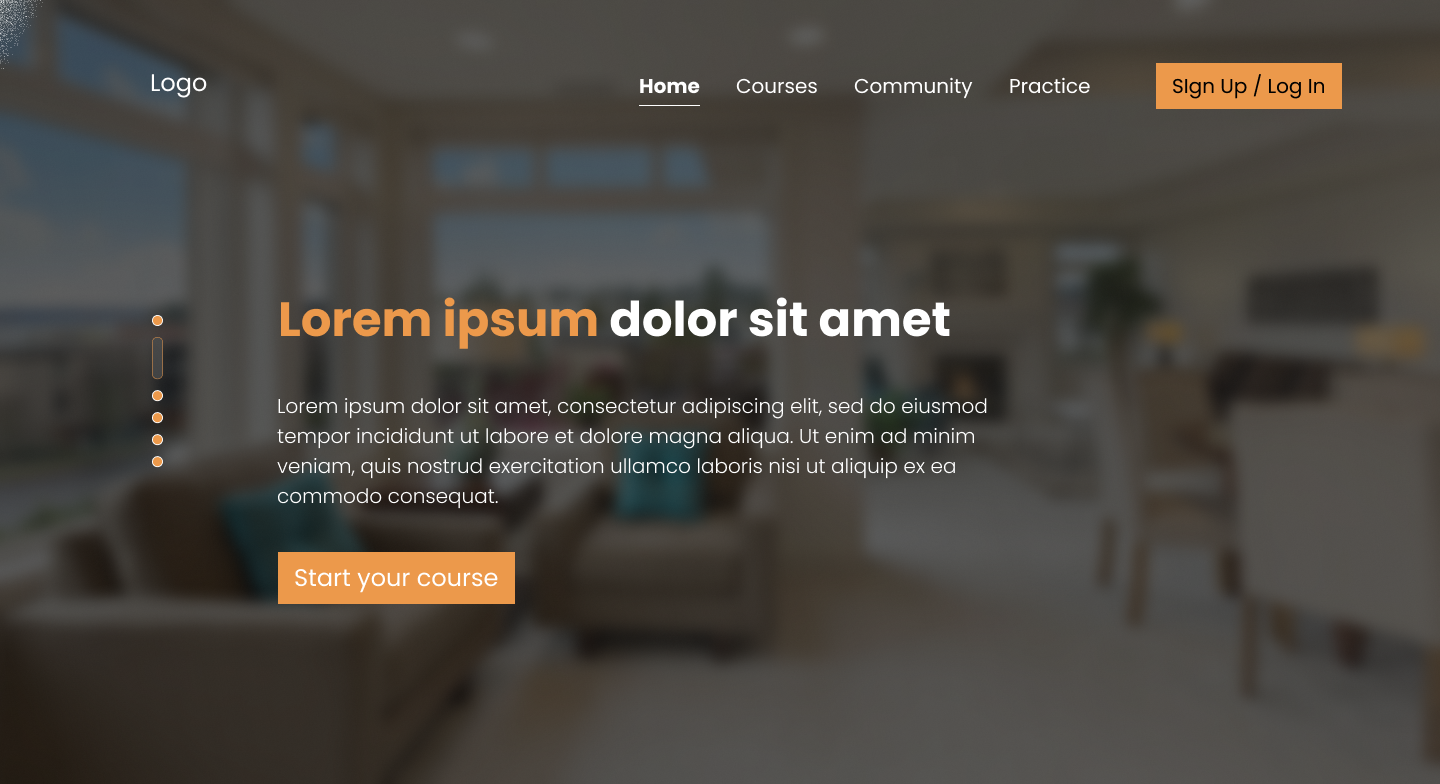 Logo
Home Courses Community Practice SIgn Up / Log In
Lorem ipsum dolor sit amet
Lorem ipsum dolor sit amet, consectetur adipiscing elit, sed do eiusmod
tempor incididunt ut labore et dolore magna aliqua. Ut enim ad minim
veniam, quis nostrud exercitation ullamco laboris nisi ut aliquip ex ea
commodo consequat.
Start your course